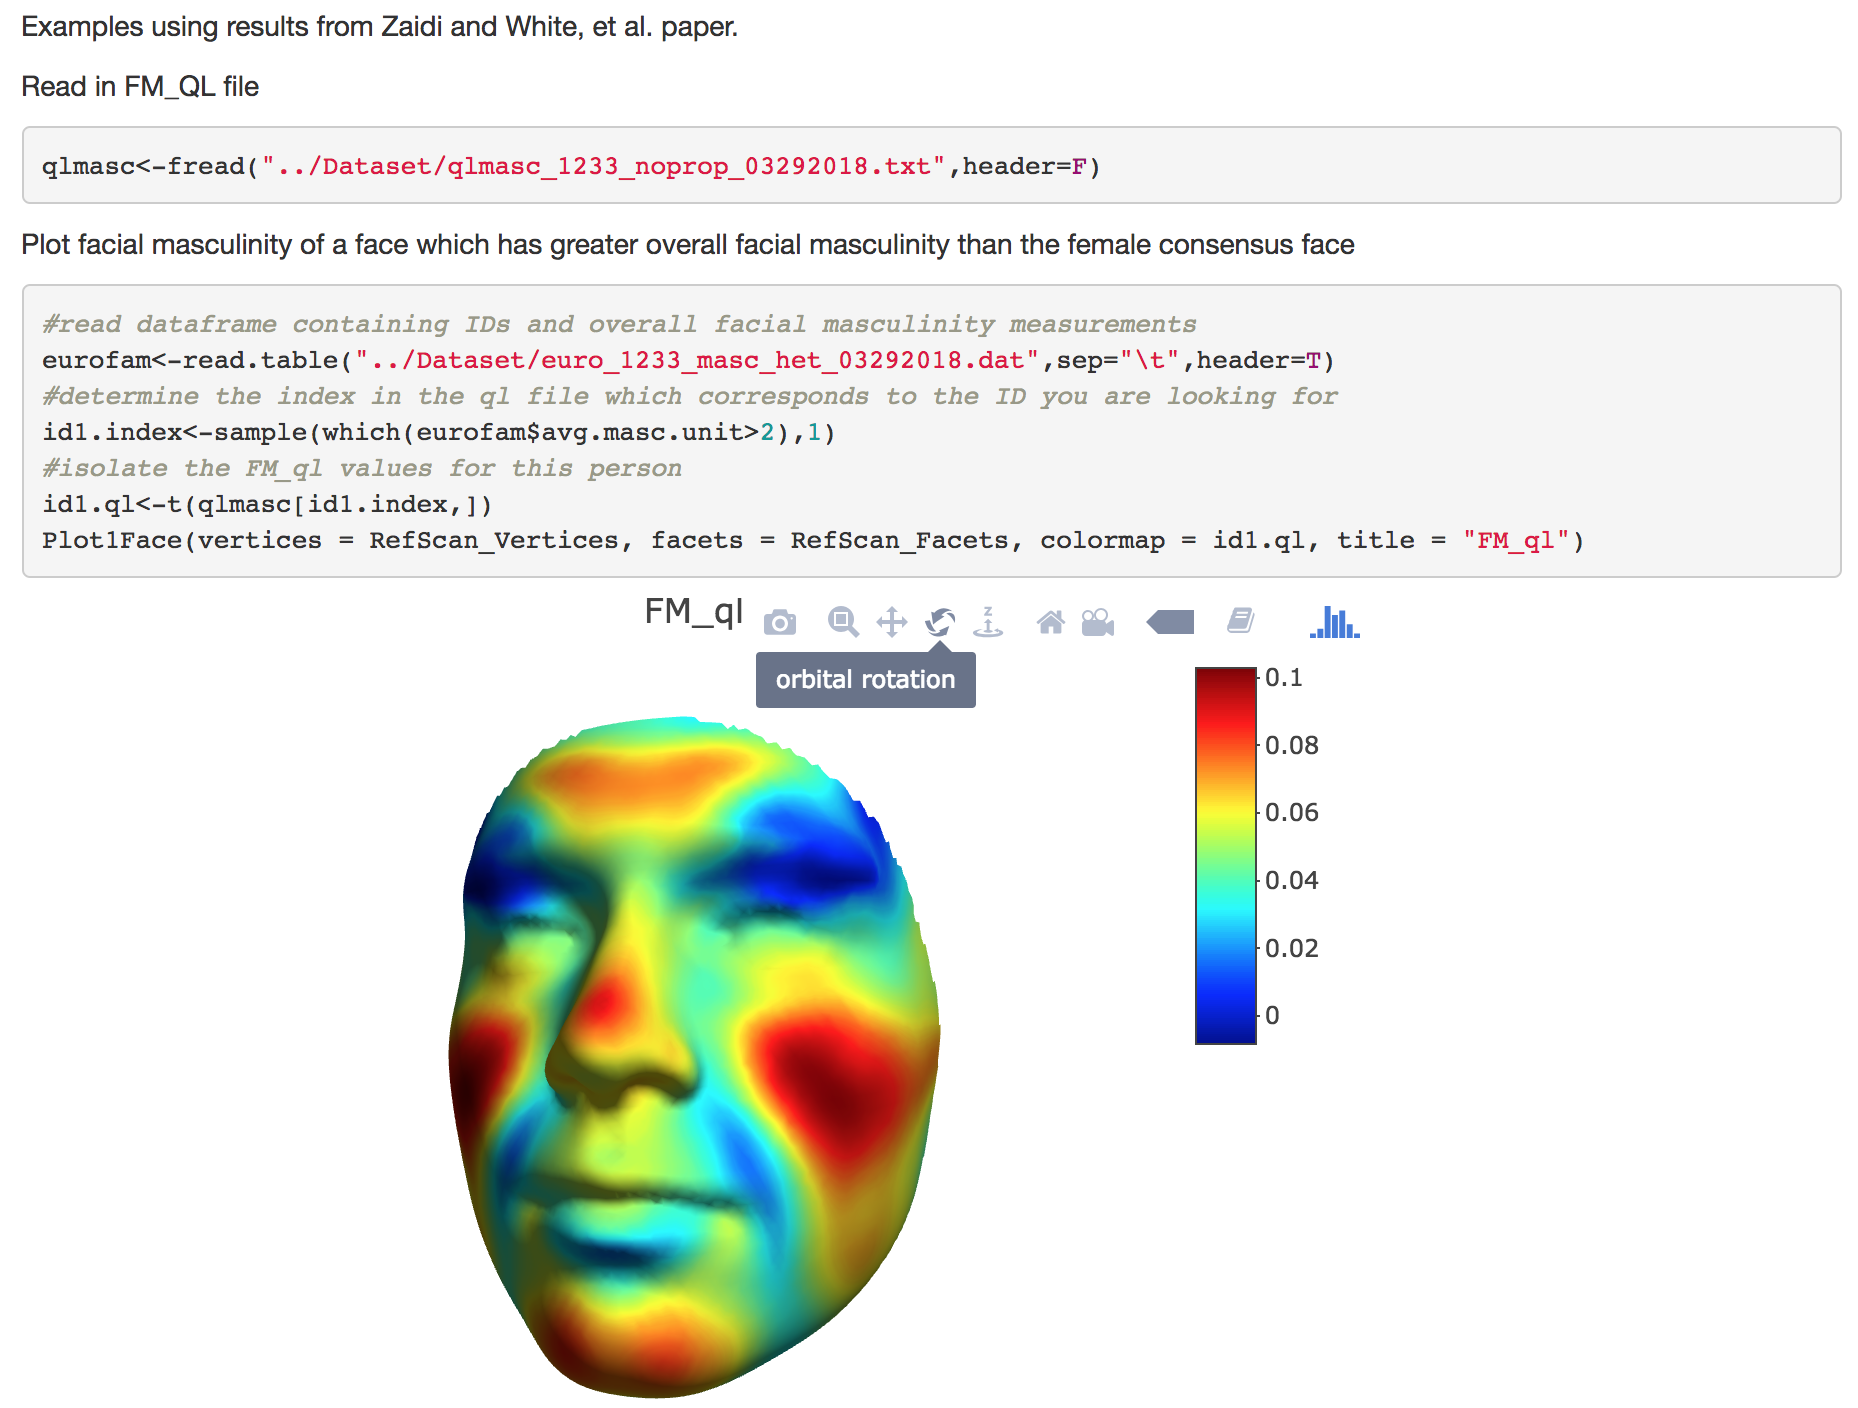 Examples using results from Zaidi and White, et al. paper.
Read in FM_QL file
qlmasc<-fread("../Dataset/qlmasc_1233_noprop_03292018.txt",header=F)
Plot facial masculinity of a face which has greater overall facial masculinity than the female consensus face
#read dataframe containing IDs and overall facial masculinity measurements
eurofam<-read.table("../Dataset/euro_1233_masc_het_03292018.dat",sep="\t",header=T)
#determine the index in the ql file which corresponds to the ID you are looking for
id1.index<-sample(which(eurofam$avg.masc.unit>2),1)
#isolate the FM_ql values for this person
id1.ql<-t(qlmasc[id1.index,])
Plot1Face(vertices = RefScan_Vertices, facets = RefScan_Facets, colormap = id1.ql, title = "FM_ql")
FM_ql
z
orbital rotation
0.1
0.08
0.06
0.04
0.02
0